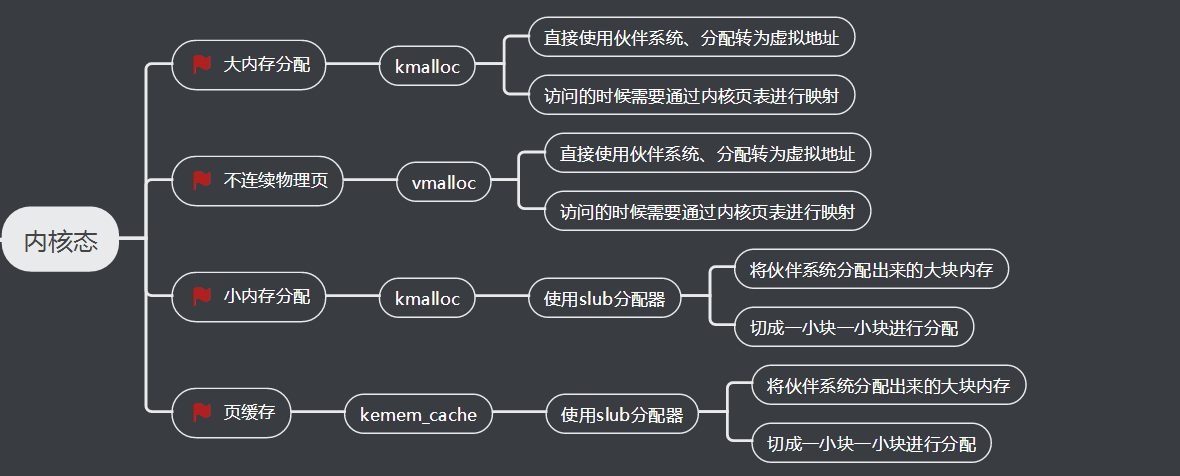 内核态
大内存分配
kmalloc
直接使用伙伴系统、分配转为虚拟地址
访问的时候需要通过内核页表进行映射
不连续物理页
vmalloc
直接使用伙伴系统、分配转为虚拟地址
访问的时候需要通过内核页表进行映射
小内存分配
kmalloc
使用slub分配器
将伙伴系统分配出来的大块内存
切成一小块一小块进行分配
页缓存
kemem_cache
使用slub分配器
将伙伴系统分配出来的大块内存
切成一小块一小块进行分配